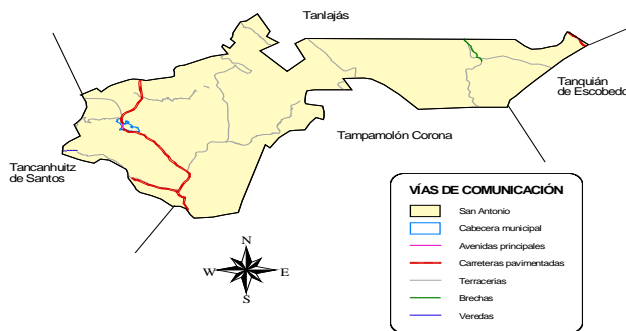 Tanlajás
Tanquián
de Escobedo
Tampamolón Corona
Tancanhuitz
de Santos
VÍAS DE COMUNICACIÓN
San Antonio
Cabecera municipal
Avenidas principales
Carreteras pavimentadas
Terracerias
Brechas
Veredas
N
W
E
S